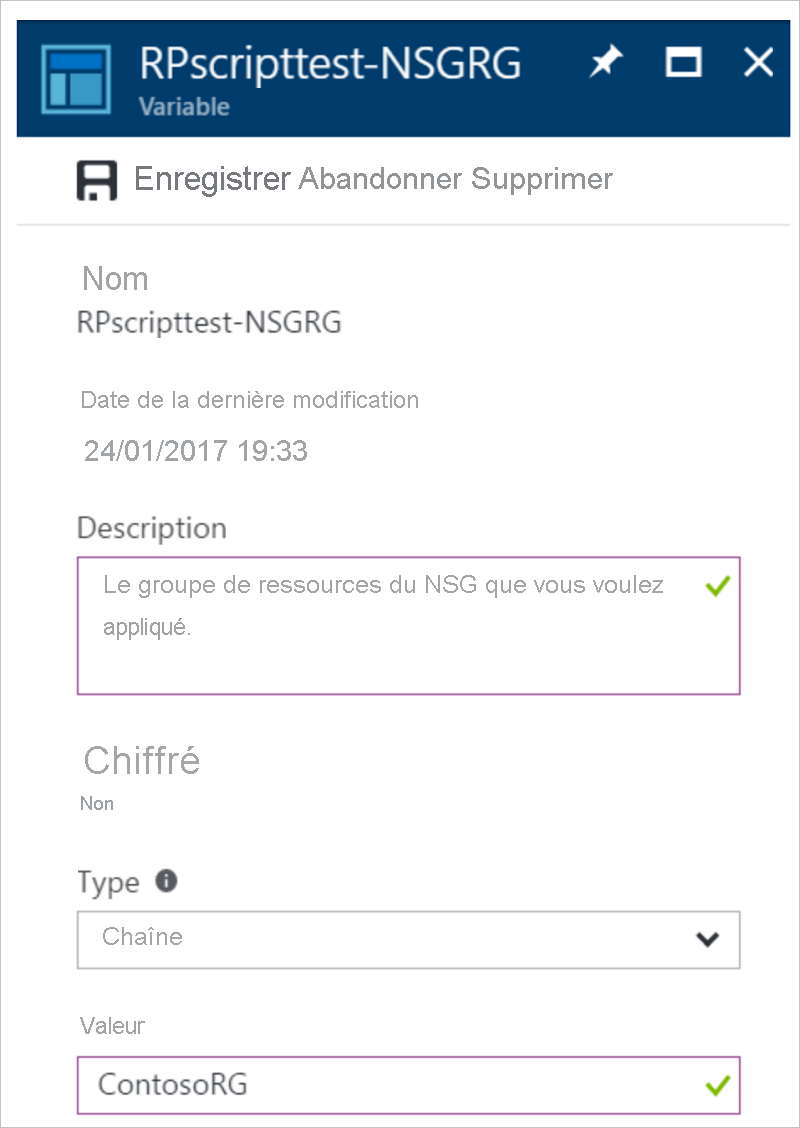 RPscripttest-NSGRG
Variable
Enregistrer Abandonner Supprimer
Nom
RPscripttest-NSGRG
Date de la dernière modification
24/01/2017 19:33
Description
Le groupe de ressources du NSG que vous voulez
appliqué.
Chiffré
Non
Type
Chaîne
Valeur
ContosoRG